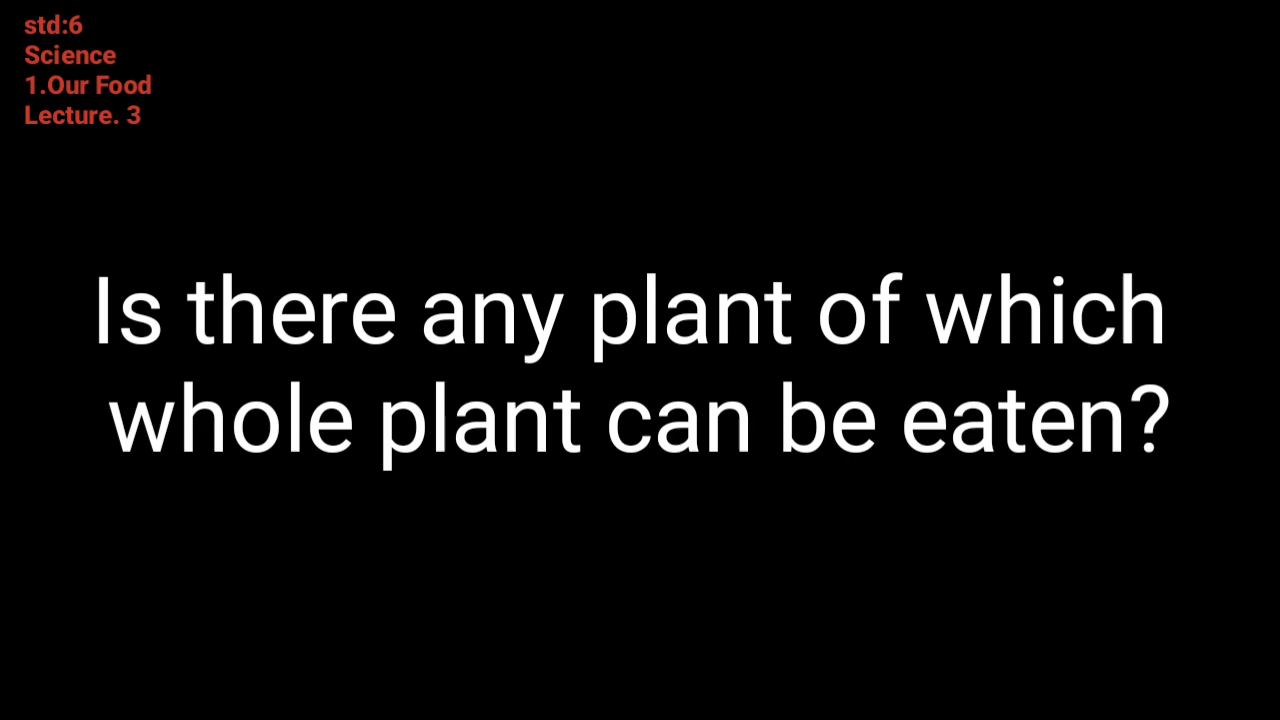 std:6
Science
1.Our Food
Lecture. 3
Is there any plant of which
whole plant can be eaten?